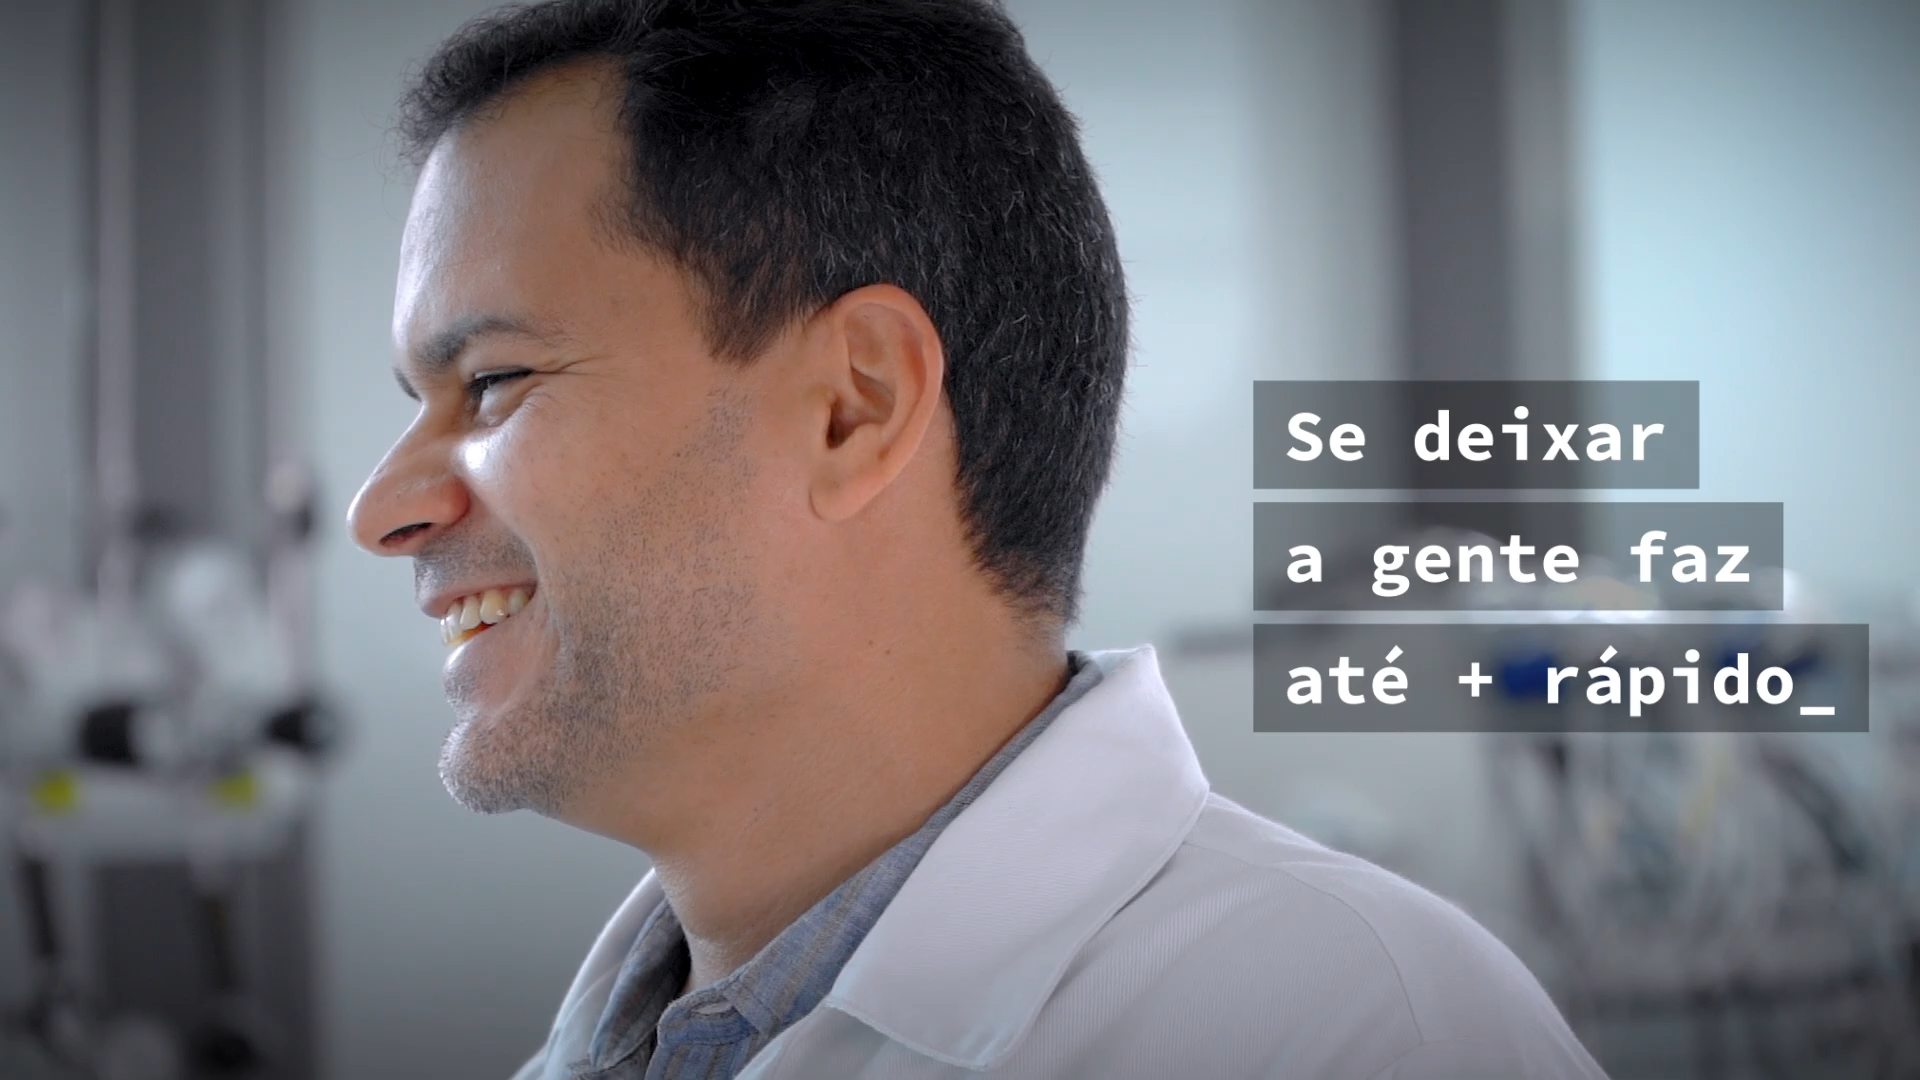 Se deixar
a gente faz
até + rápido_